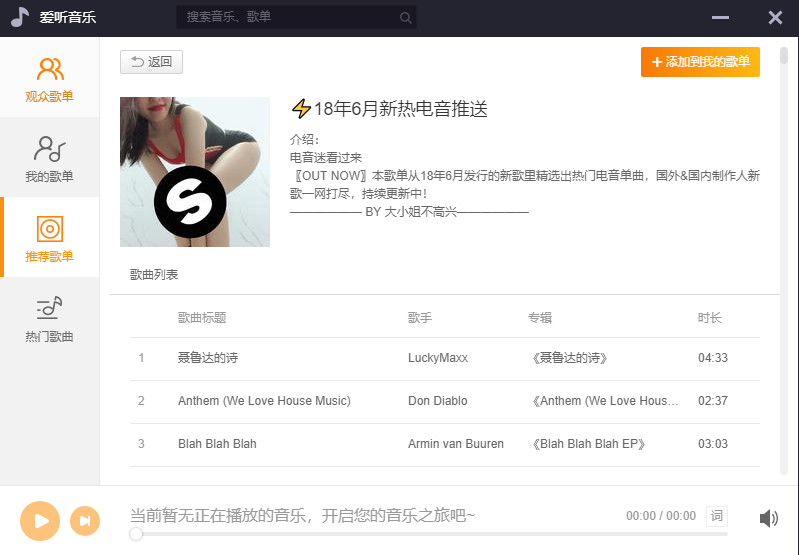 爱听音乐
搜索音乐、歌单
观众歌单
我的歌单
推荐歌单
热门歌曲
返回
+ 添加到我的歌单
⚡18年6月新热电音推送
介绍：
电音迷看过来
〖OUT NOW〗本歌单从18年6月发行的新歌里精选出热门电音单曲，国外&国内制作人新
歌一网打尽，持续更新中！
—————— BY 大小姐不高兴——————
S
歌曲列表
歌曲标题 歌手 专辑 时长
1 聂鲁达的诗 LuckyMaxx 《聂鲁达的诗》 04:33
2 Anthem (We Love House Music) Don Diablo 《Anthem (We Love Hous... 02:37
3 Blah Blah Blah Armin van Buuren 《Blah Blah Blah EP》 03:03
当前暂无正在播放的音乐，开启您的音乐之旅吧~
00:00 / 00:00 词